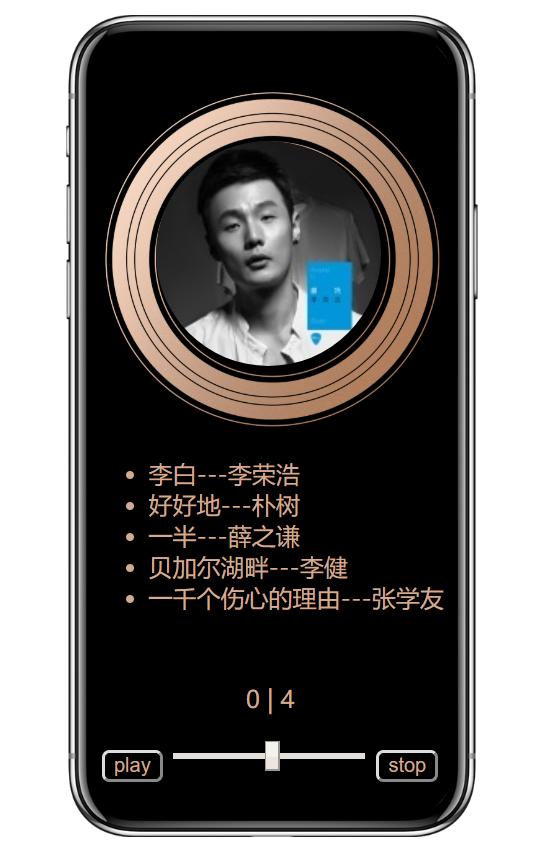 李白---李荣浩
好好地---朴树
一半---薛之谦
贝加尔湖畔---李健
一千个伤心的理由---张学友
0 | 4
play
stop